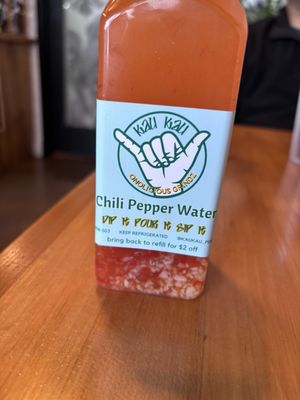 KAU KAU
ONOLICIOUS GRINDZ
Chili Pepper Water
DIP IT POUR IT SIP IT
KEEP REFRIGERATED
bring back to refill for $2 off